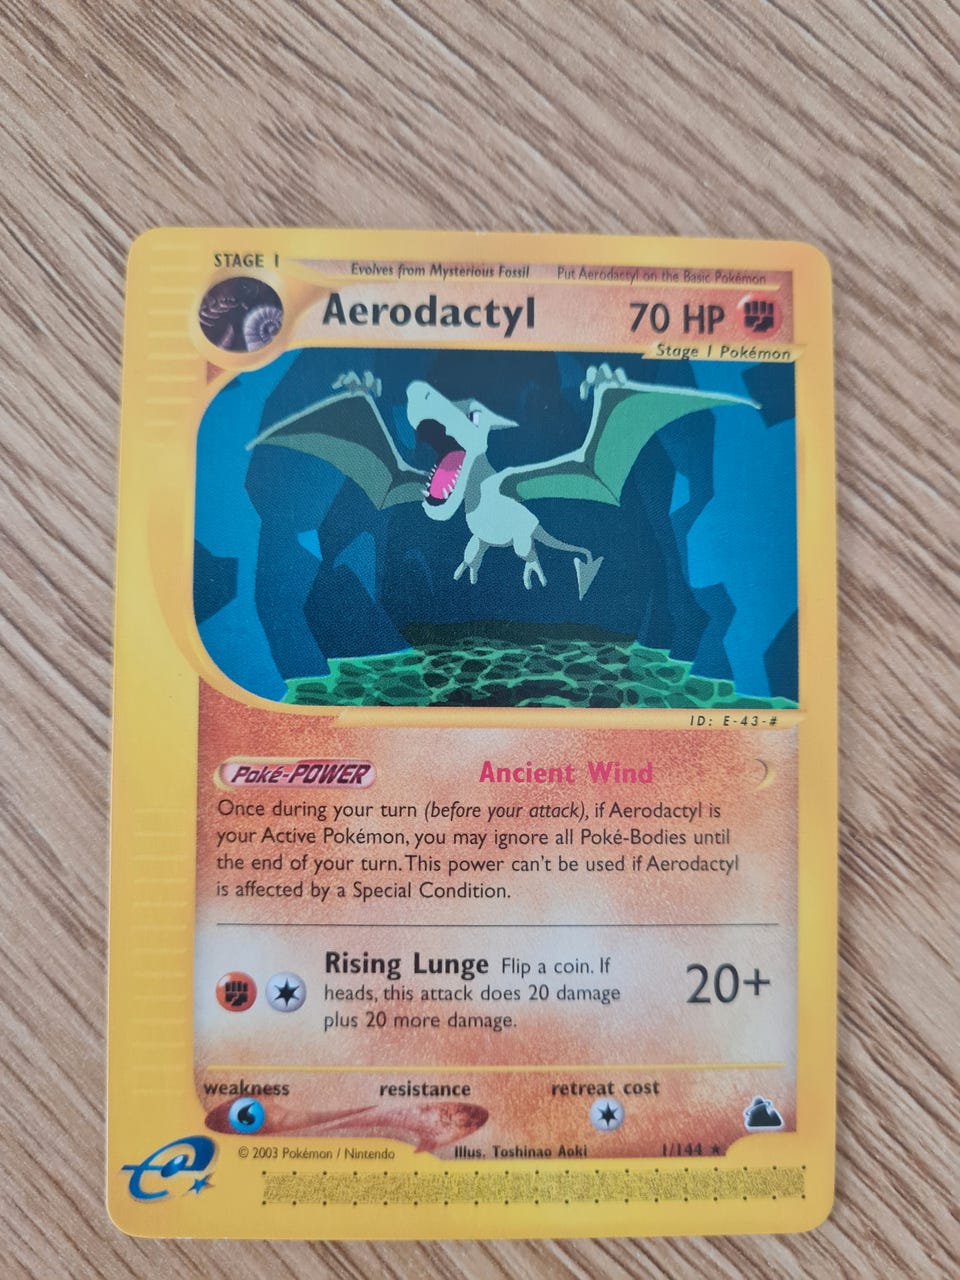 STAGE 1
Evolves from Mysterious Fossil Put Aerodactyl on the Basic Pokémon
Aerodactyl 70 HP
Stage 1 Pokémon
ID: E-43-#
Poké-POWER Ancient Wind
Once during your turn (before your attack), if Aerodactyl is
your Active Pokémon, you may ignore all Poké-Bodies until
the end of your turn. This power can't be used if Aerodactyl
is affected by a Special Condition.
Rising Lunge Flip a coin. If
heads, this attack does 20 damage
plus 20 more damage.
20+
weakness resistance retreat cost
© 2003 Pokémon / Nintendo Illus. Toshinao Aoki 1/144 ★
e